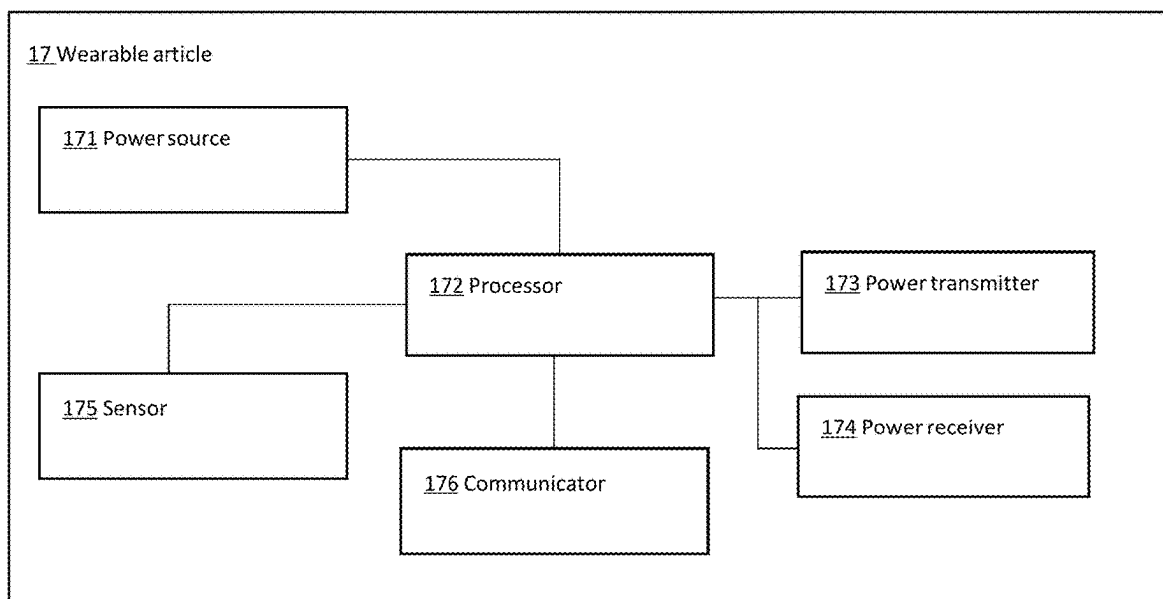 17 Wearable article
171 Power source
172 Processor
173 Power transmitter
175 Sensor
174 Power receiver
176 Communicator